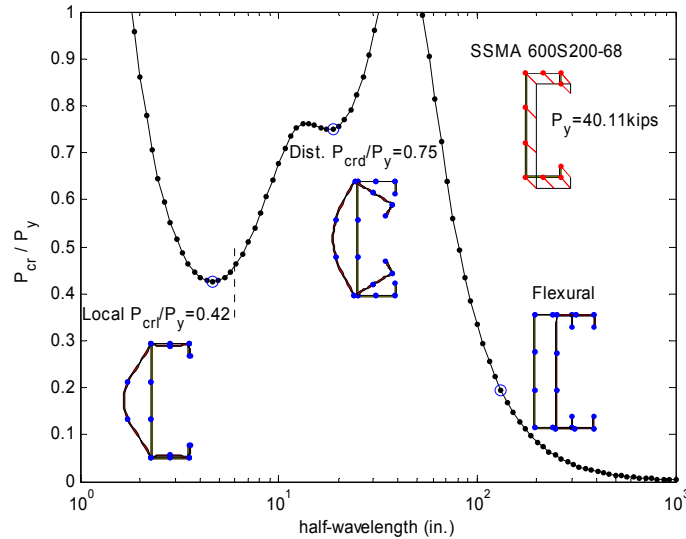 1
0.9
0.8
0.7
0.6
0.5
0.4
0.3
0.2
0.1
0
P_cr / P_y
SSMA 600S200-68
P_y=40.11kips
Dist. P_crd/P_y=0.75
Local P_crl/P_y=0.42
Flexural
10^0
10^1
10^2
10^3
half-wavelength (in.)